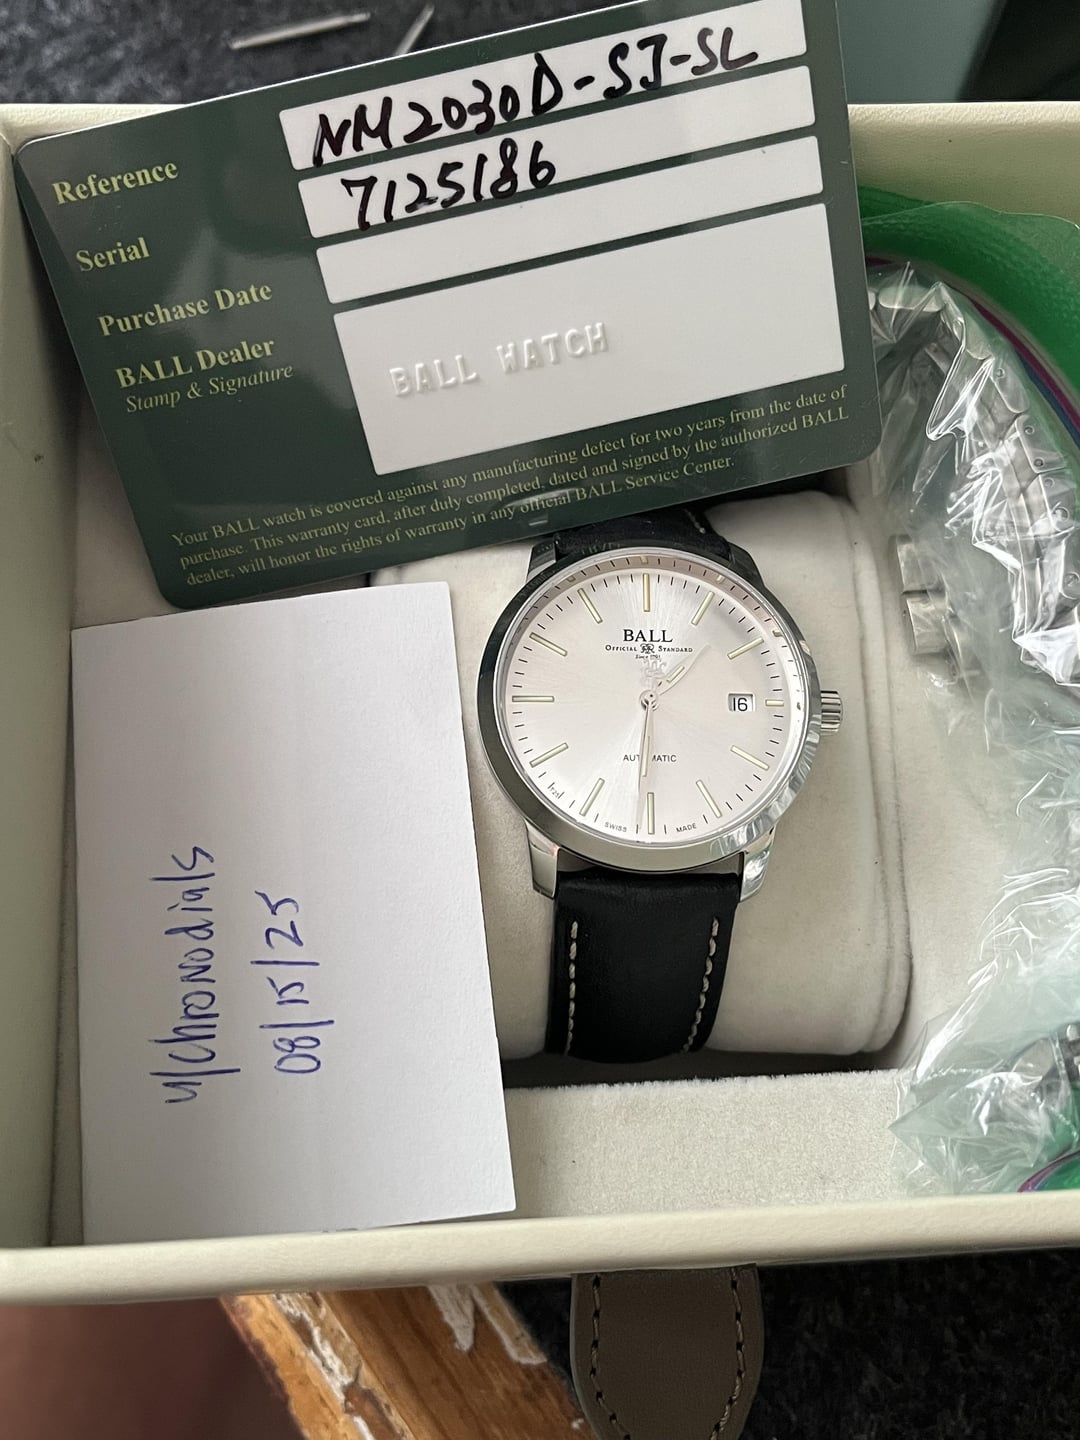 Reference
NM2030D-SJ-SL
Serial
7125186
Purchase Date
BALL Dealer
Stamp & Signature
BALL WATCH
Your BALL watch is covered against any manufacturing defect for two years from the date of
purchase. This warranty card, after duly completed, dated and signed by the authorized BALL
dealer, will honor the rights of warranty in any official BALL Service Center.
BALL
OFFICIAL RR STANDARD
Since 1891
16
AUTOMATIC
SWISS MADE
u/chronodials
08/15/25